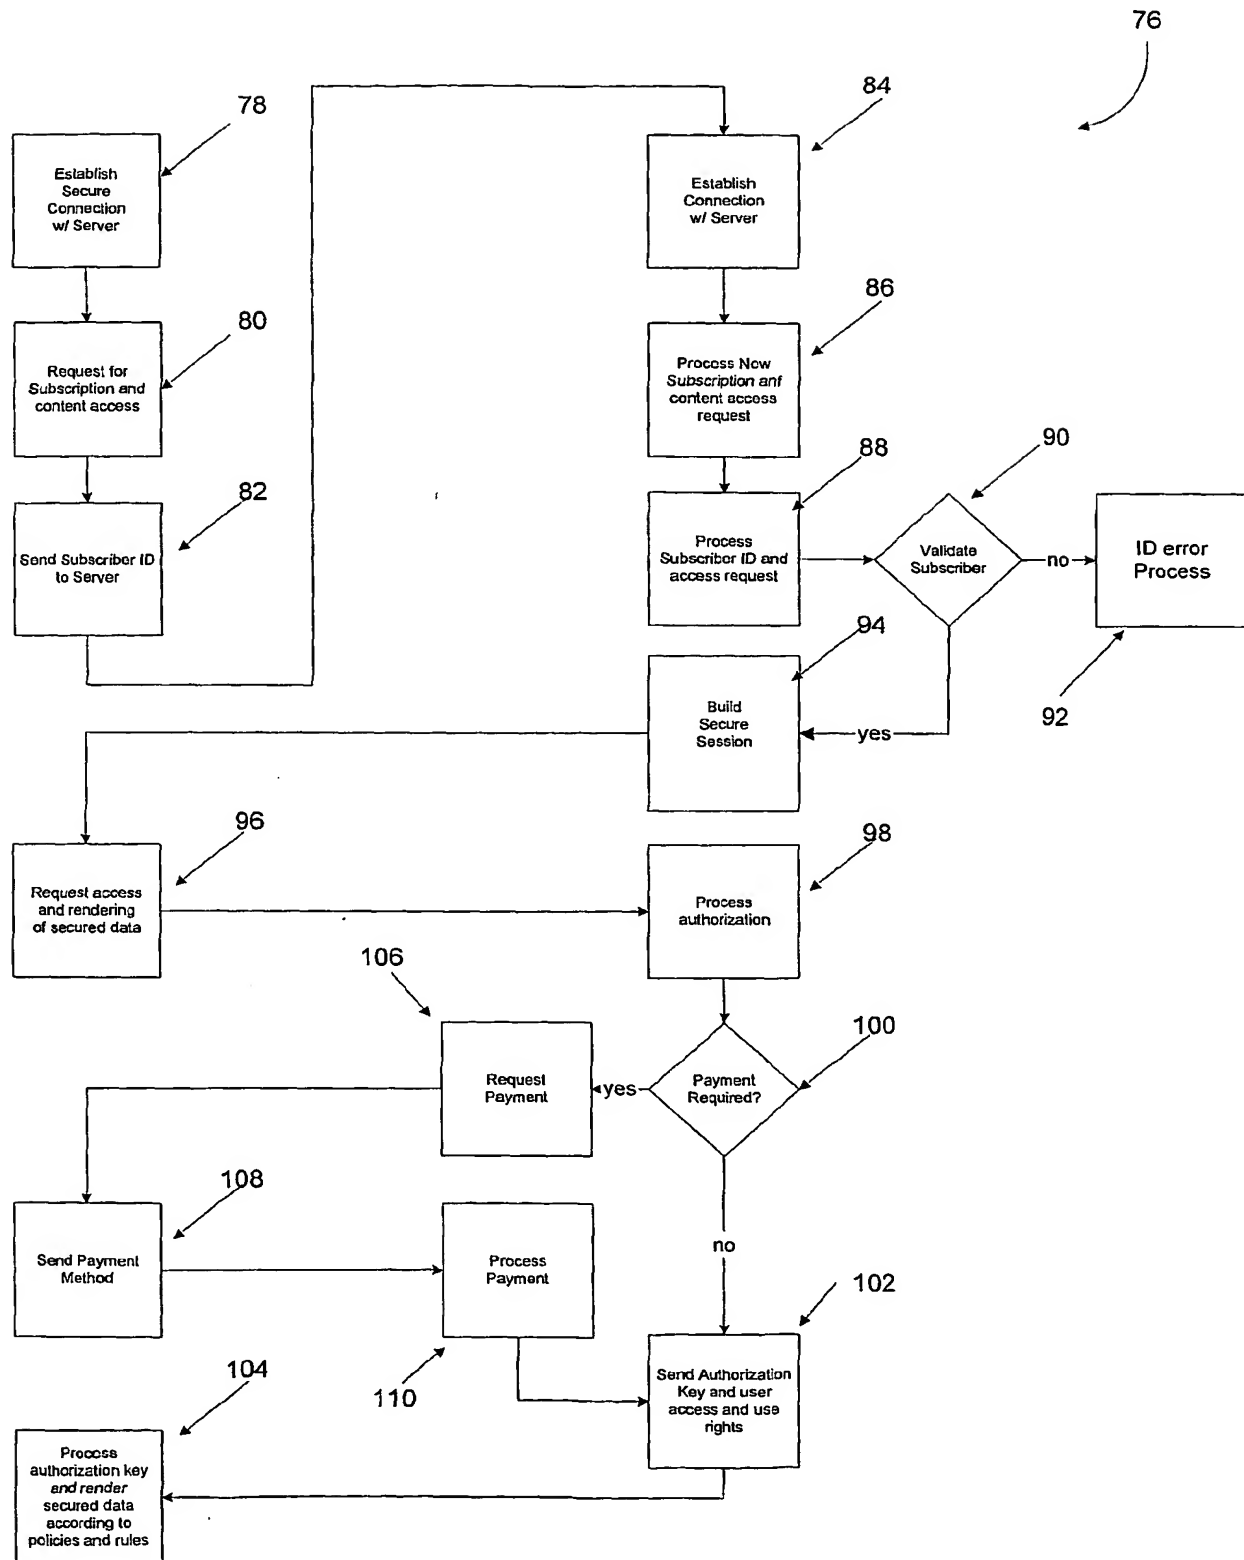 76
78
84
Establish
Secure
Connection
w/ Server
Establish
Connection
w/ Server
80
86
Request for
Subscription and
content access
Process New
Subscription anf
content access
request
82
88
90
Send Subscriber ID
to Server
Process
Subscriber ID and
access request
Validate
Subscriber
no
ID error
Process
92
94
Build
Secure
Session
yes
96
98
Request access
and rendering
of secured data
Process
authorization
106
100
Request
Payment
yes
Payment
Required?
108
Send Payment
Method
Process
Payment
no
110
102
Send Authorization
Key and user
access and use
rights
104
Process
authorization key
and render
secured data
according to
policies and rules